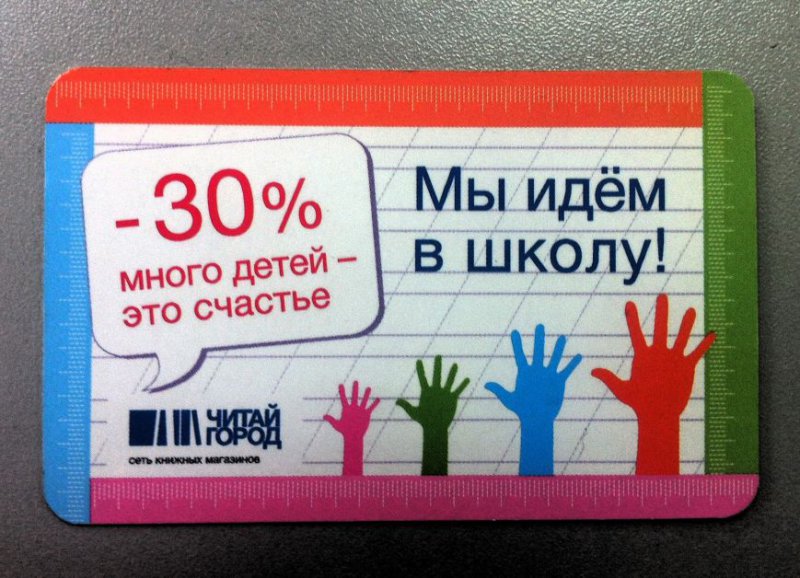 - 30%
много детей –
это счастье
Мы идём
в школу!
ЧИТАЙ
ГОРОД
сеть книжных магазинов